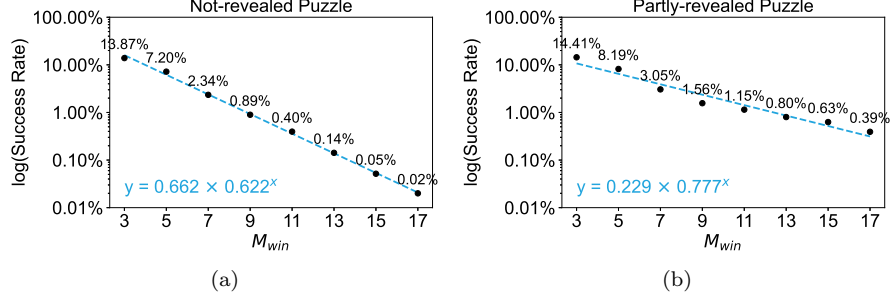 Not-revealed Puzzle
log(Success Rate)
100.00%
10.00%
1.00%
0.10%
0.01%
13.87%
7.20%
2.34%
0.89%
0.40%
0.14%
0.05%
0.02%
y = 0.662 × 0.622^x
3 5 7 9 11 13 15 17
M_win
(a)
Partly-revealed Puzzle
log(Success Rate)
100.00%
10.00%
1.00%
0.10%
0.01%
14.41%
8.19%
3.05%
1.56%
1.15%
0.80%
0.63%
0.39%
y = 0.229 × 0.777^x
3 5 7 9 11 13 15 17
M_win
(b)